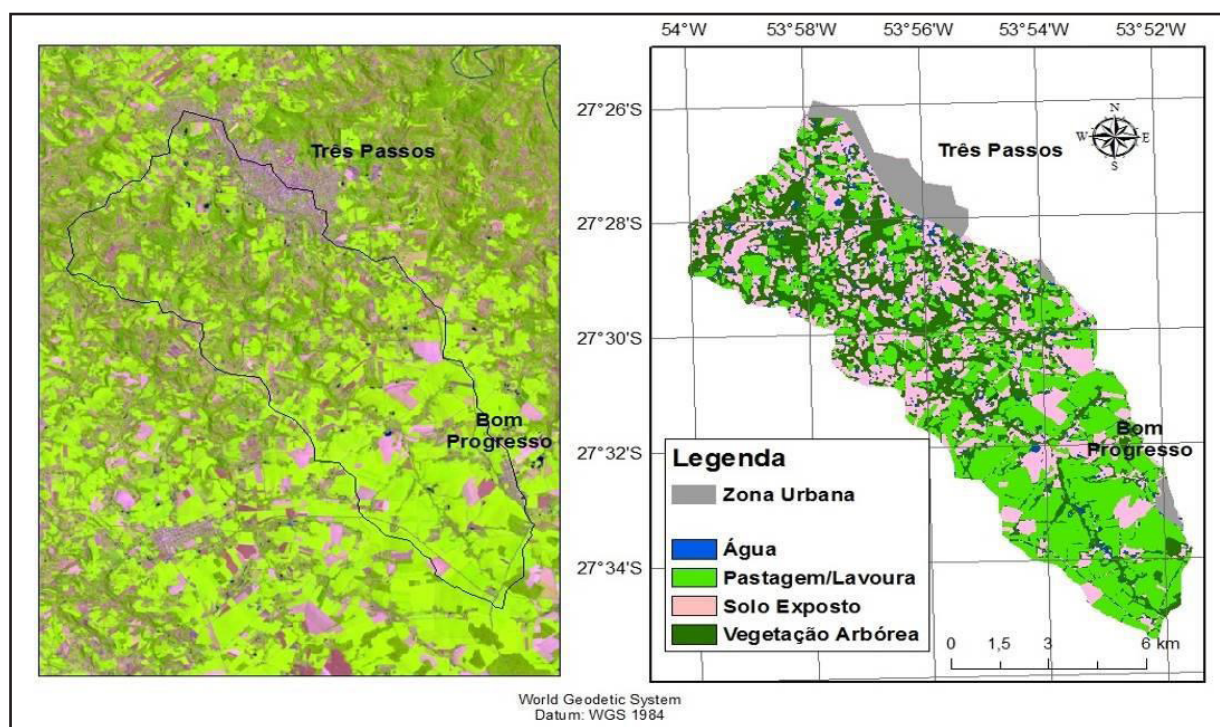 54°W 53°58'W 53°56'W 53°54'W 53°52'W
27°26'S
27°28'S
27°30'S
27°32'S
27°34'S
Três Passos
Bom
Progresso
Três Passos
N
W E
S
Bom
Progresso
Legenda
Zona Urbana
Água
Pastagem/Lavoura
Solo Exposto
Vegetação Arbórea
0 1,5 3 6 km
World Geodetic System
Datum: WGS 1984